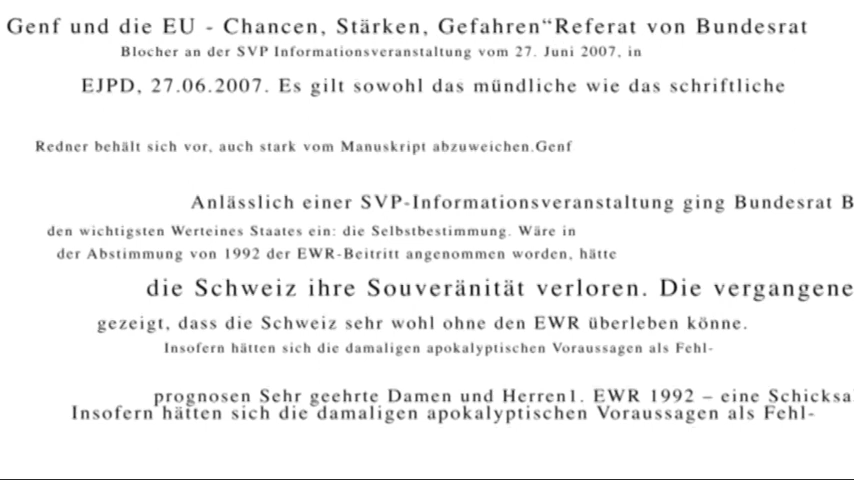 Genf und die EU - Chancen, Stärken, Gefahren“Referat von Bundesrat
Blocher an der SVP Informationsveranstaltung vom 27. Juni 2007, in
EJPD, 27.06.2007. Es gilt sowohl das mündliche wie das schriftliche
Redner behält sich vor, auch stark vom Manuskript abzuweichen.Genf
Anlässlich einer SVP-Informationsveranstaltung ging Bundesrat B
den wichtigsten Werteines Staates ein: die Selbstbestimmung. Wäre in
der Abstimmung von 1992 der EWR-Beitritt angenommen worden, hätte
die Schweiz ihre Souveränität verloren. Die vergangene
gezeigt, dass die Schweiz sehr wohl ohne den EWR überleben könne.
Insofern hätten sich die damaligen apokalyptischen Voraussagen als Fehl-
prognosen Sehr geehrte Damen und Herren1. EWR 1992 – eine Schicksa
Insofern hätten sich die damaligen apokalyptischen Voraussagen als Fehl-